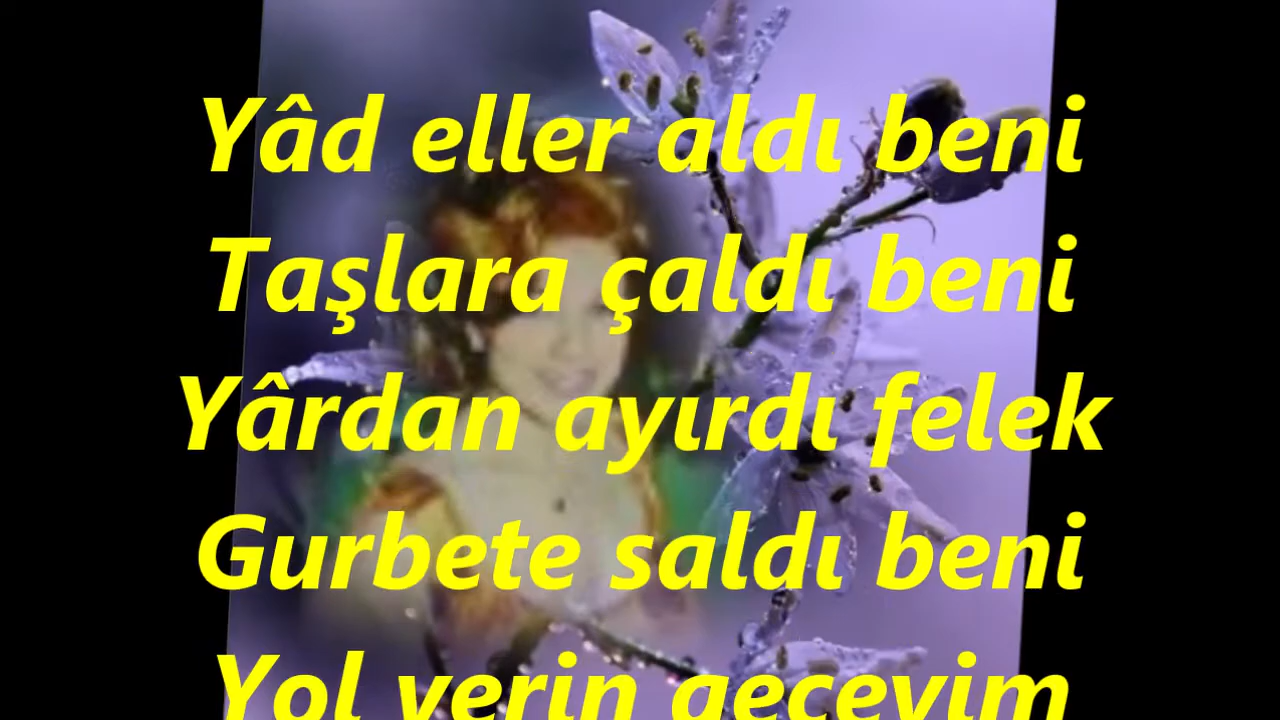 Yâd eller aldı beni
Taşlara çaldı beni
Yârdan ayırdı felek
Gurbete saldı beni
Yol verin geçeyim